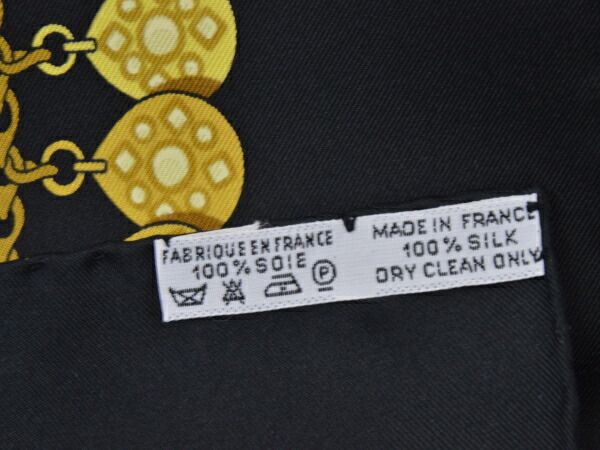 FABRIQUE EN FRANCE
100% SOIE
P
MADE IN FRANCE
100% SILK
DRY CLEAN ONLY